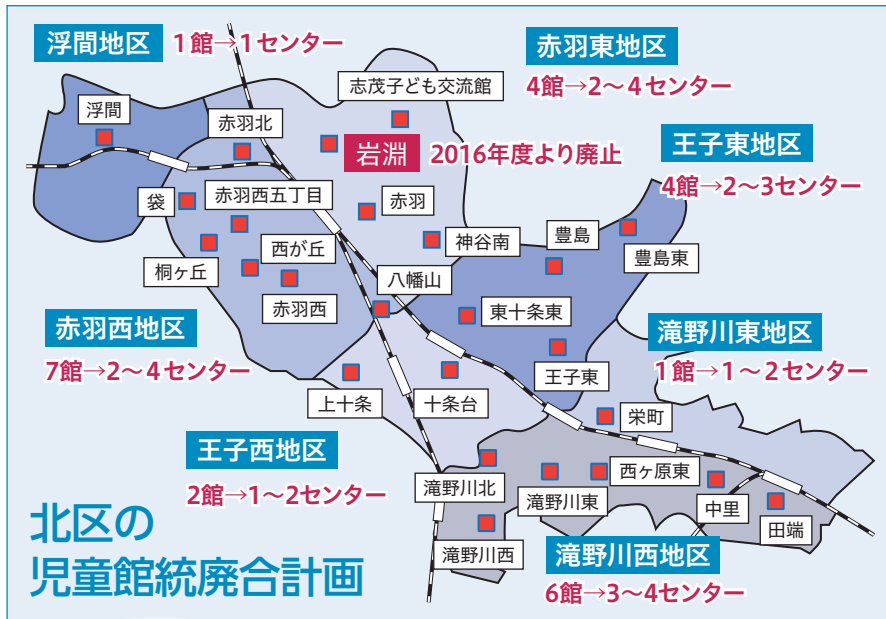 浮間地区
1館→1センター
赤羽東地区
4館→2～4センター
志茂子ども交流館
浮間
赤羽北
岩淵
2016年度より廃止
王子東地区
4館→2～3センター
袋
赤羽西五丁目
赤羽
西が丘
神谷南
豊島
豊島東
桐ヶ丘
八幡山
赤羽西
東十条東
赤羽西地区
7館→2～4センター
滝野川東地区
1館→1～2センター
王子東
上十条
十条台
栄町
王子西地区
2館→1～2センター
滝野川北
滝野川東
西ヶ原東
中里
田端
滝野川西
滝野川西地区
6館→3～4センター
北区の
児童館統廃合計画